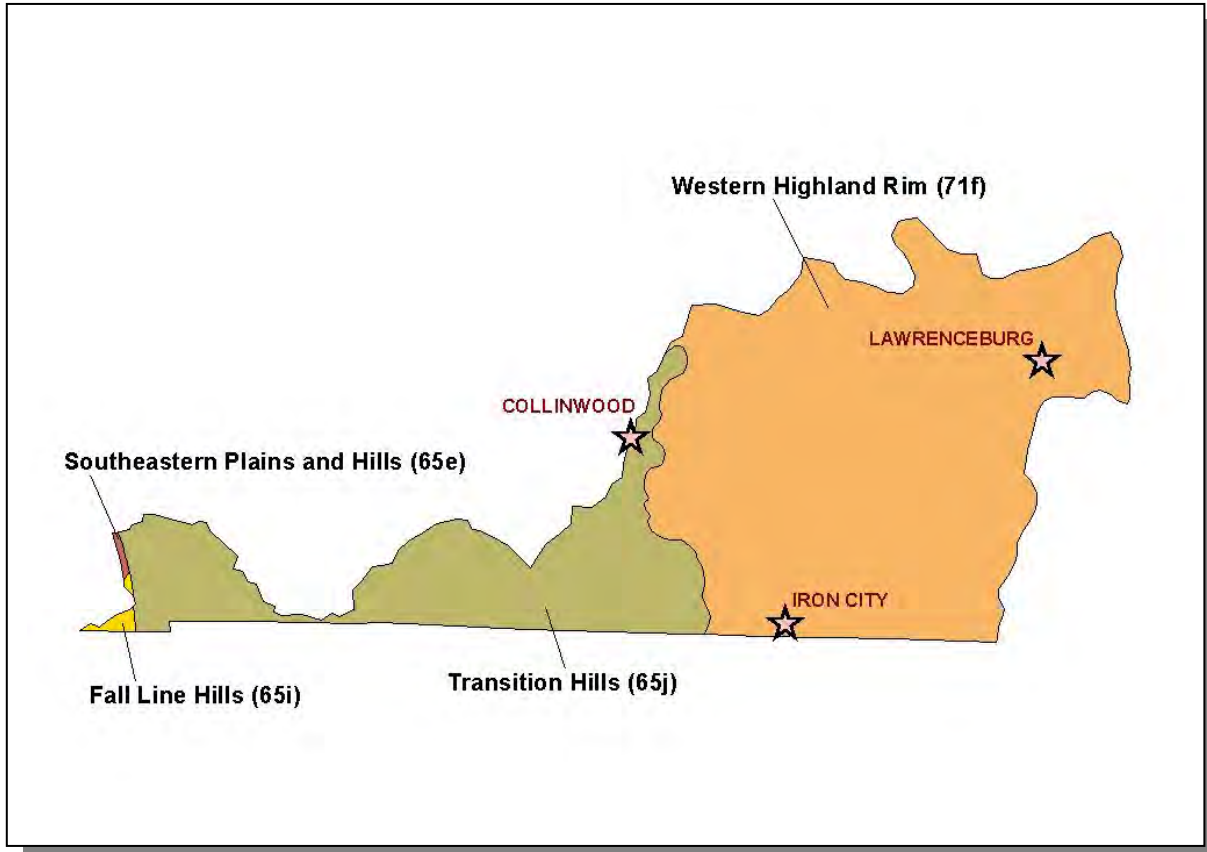 Western Highland Rim (71f)
LAWRENCEBURG
COLLINWOOD
Southeastern Plains and Hills (65e)
IRON CITY
Transition Hills (65j)
Fall Line Hills (65i)